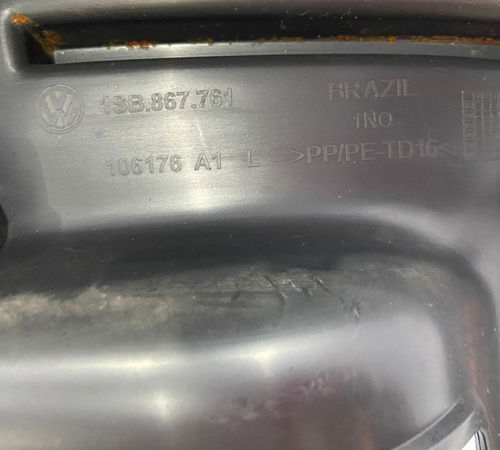 1SB.867.761
BRAZIL
1NO
106176 A1 L >PP/PE-TD16<